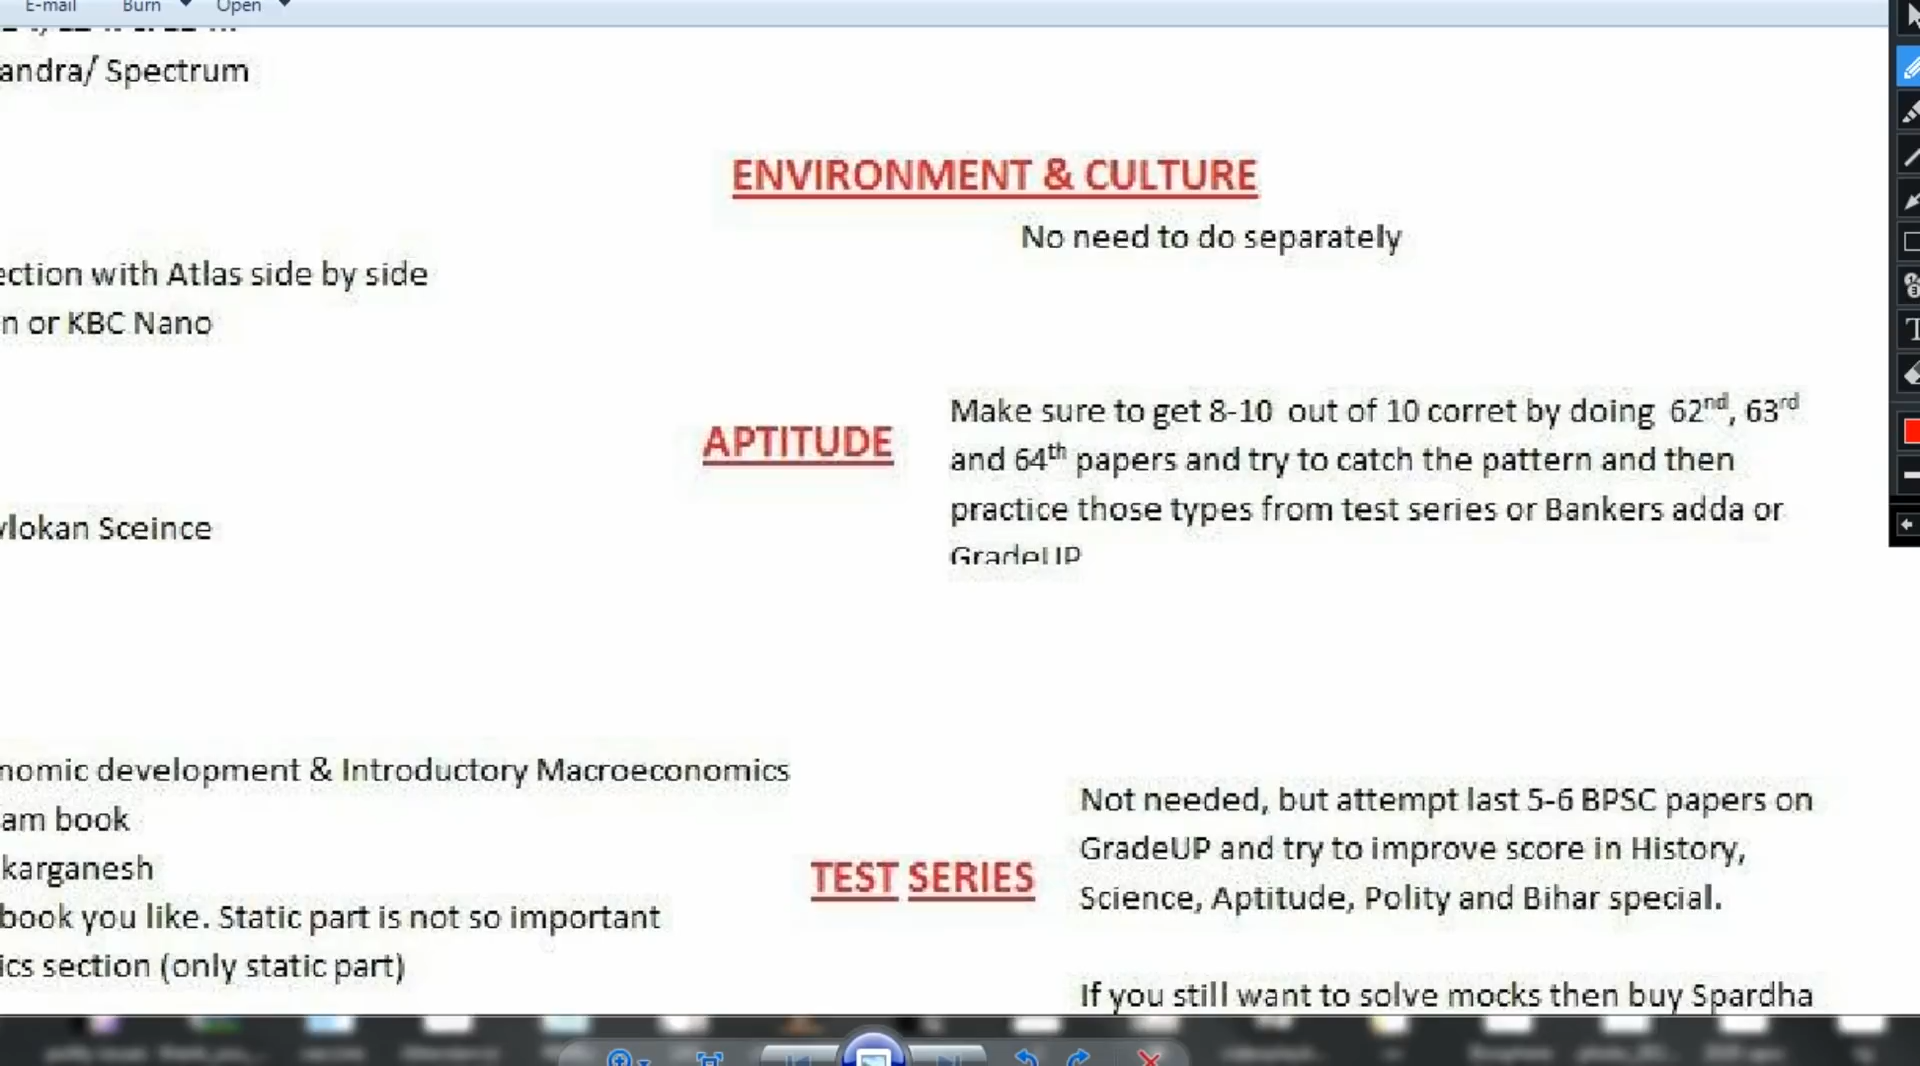 E-mail Burn Open
andra/ Spectrum
ENVIRONMENT & CULTURE
No need to do separately
ection with Atlas side by side
n or KBC Nano
APTITUDE
Make sure to get 8-10 out of 10 corret by doing 62nd, 63rd
and 64th papers and try to catch the pattern and then
practice those types from test series or Bankers adda or
GradeUP
vlokan Sceince
nomic development & Introductory Macroeconomics
am book
karganesh
book you like. Static part is not so important
ics section (only static part)
TEST SERIES
Not needed, but attempt last 5-6 BPSC papers on
GradeUP and try to improve score in History,
Science, Aptitude, Polity and Bihar special.
If you still want to solve mocks then buy Spardha